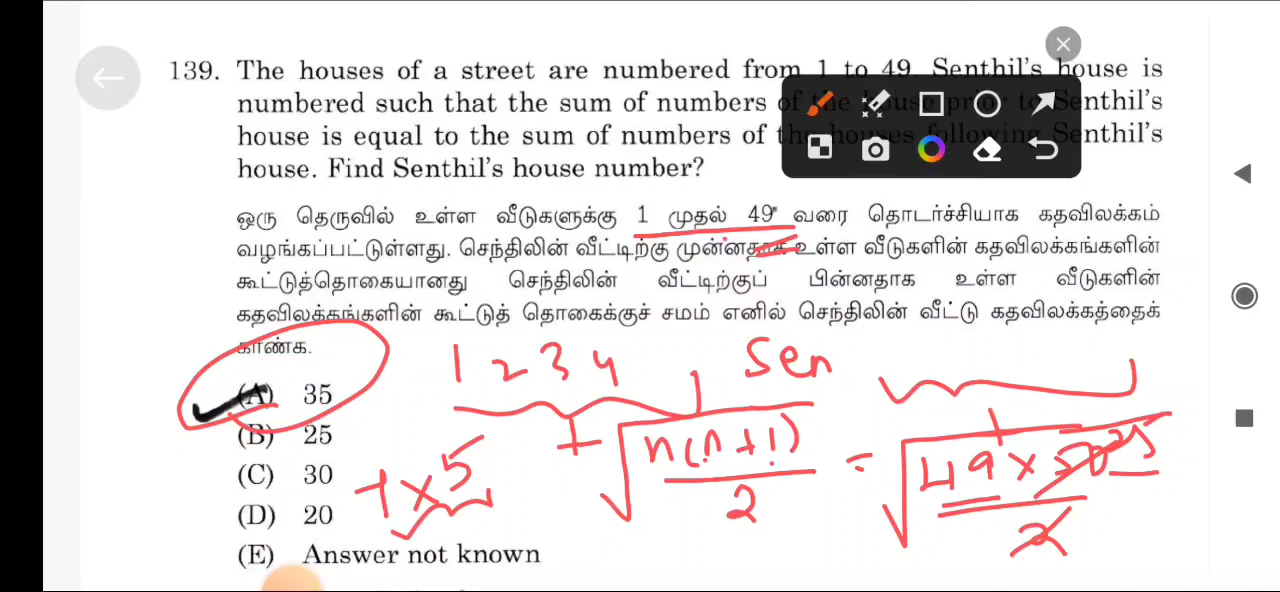 139. The houses of a street are numbered from 1 to 49. Senthil's house is
numbered such that the sum of numbers of the house prior to Senthil's
house is equal to the sum of numbers of the houses following Senthil's
house. Find Senthil's house number?
ஒரு தெருவில் உள்ள வீடுகளுக்கு 1 முதல் 49 வரை தொடர்ச்சியாக கதவிலக்கம்
வழங்கப்பட்டுள்ளது. செந்திலின் வீட்டிற்கு முன்னதாக உள்ள வீடுகளின் கதவிலக்கங்களின்
கூட்டுத்தொகையானது செந்திலின் வீட்டிற்குப் பின்னதாக உள்ள வீடுகளின்
கதவிலக்கங்களின் கூட்டுத் தொகைக்குச் சமம் எனில் செந்திலின் வீட்டு கதவிலக்கத்தைக்
காண்க.
1 2 3 4 Sen
(A) 35
(B) 25
(C) 30
(D) 20
(E) Answer not known
7 × 5
√ n(n+1) / 2 = √ 49 × 50 25 / 2